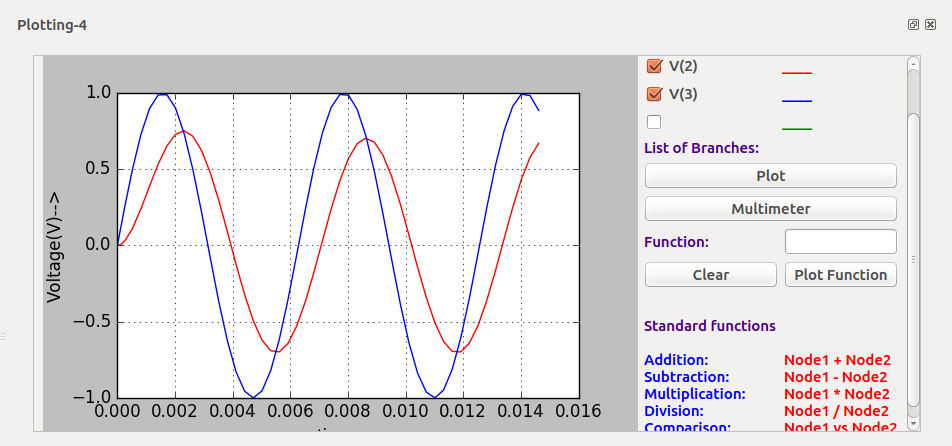 Plotting-4
V(2)
V(3)
List of Branches:
Plot
Multimeter
Function:
Clear Plot Function
Standard functions
Addition: Node1 + Node2
Subtraction: Node1 - Node2
Multiplication: Node1 * Node2
Division: Node1 / Node2
Comparison: Node1 vs Node2
Voltage(V)-->
1.0
0.5
0.0
−0.5
−1.0
0.000 0.002 0.004 0.006 0.008 0.010 0.012 0.014 0.016